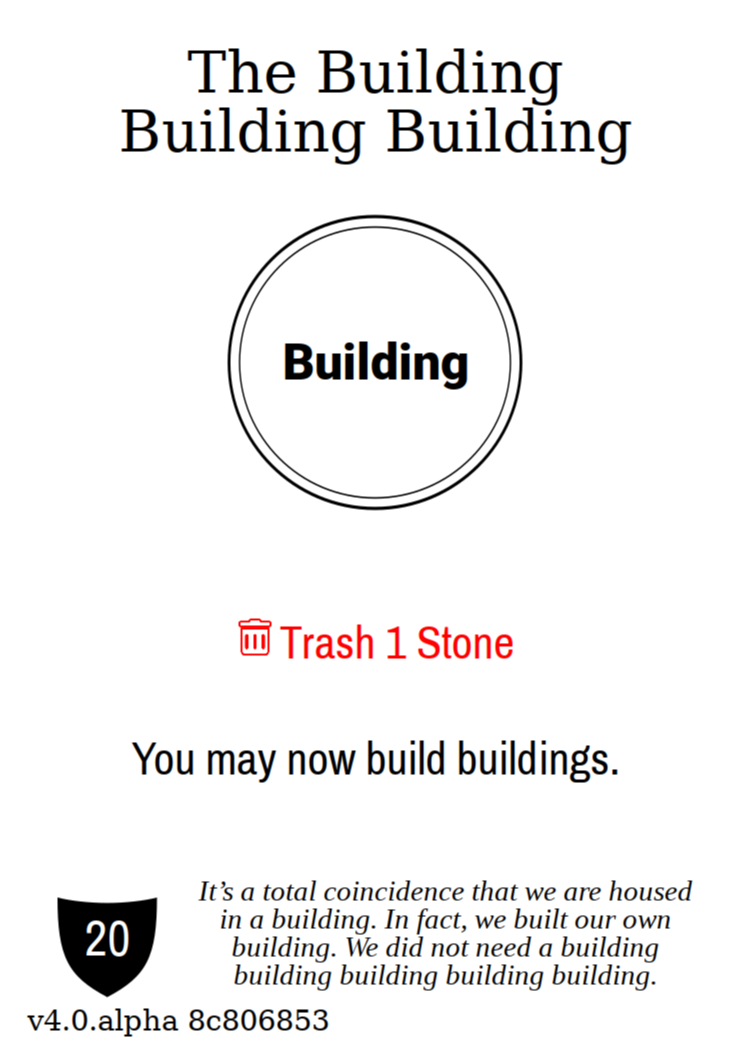 The Building
Building Building
Building
Trash 1 Stone
You may now build buildings.
20
It’s a total coincidence that we are housed
in a building. In fact, we built our own
building. We did not need a building
building building building building.
v4.0.alpha 8c806853